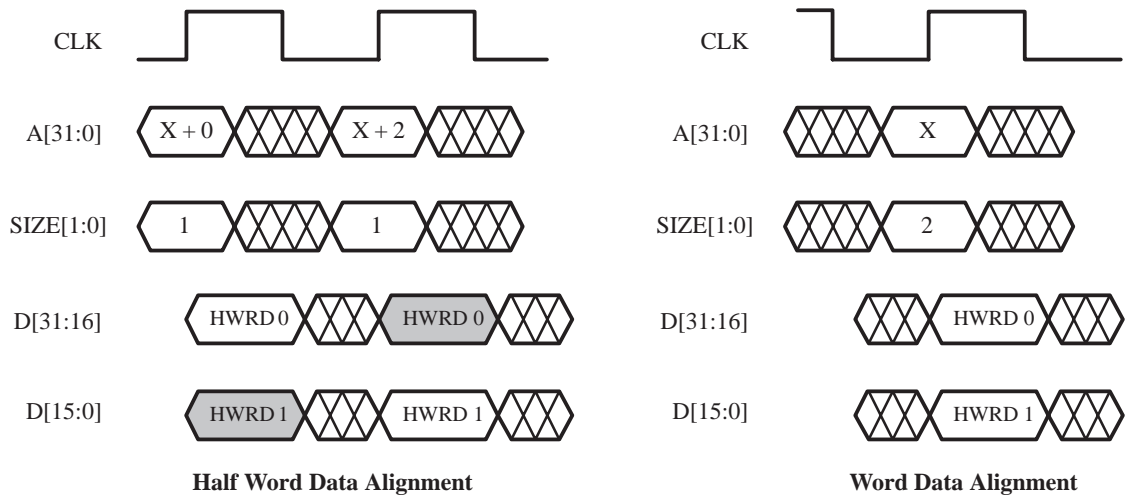 CLK
CLK
A[31:0] X + 0 X + 2
A[31:0] X
SIZE[1:0] 1 1
SIZE[1:0] 2
D[31:16] HWRD 0 HWRD 0
D[31:16] HWRD 0
D[15:0] HWRD 1 HWRD 1
D[15:0] HWRD 1
Half Word Data Alignment
Word Data Alignment